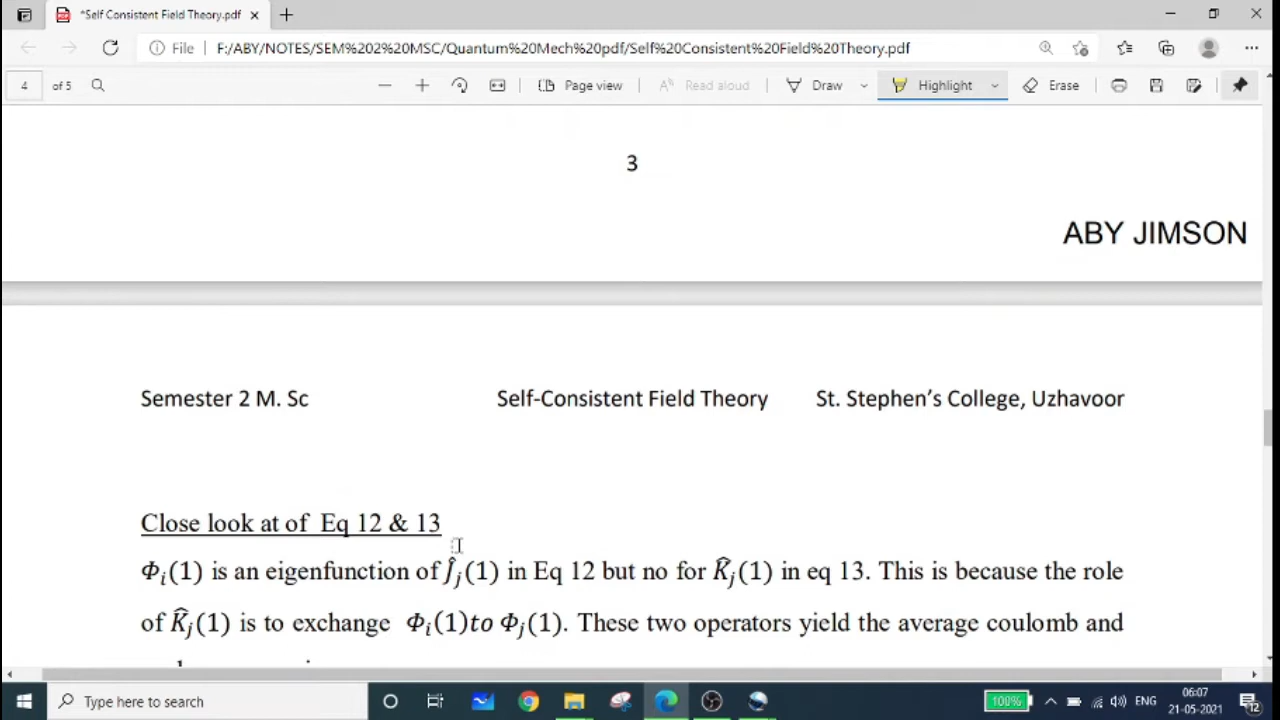 *Self Consistent Field Theory.pdf
File F:/ABY/NOTES/SEM%202%20MSC/Quantum%20Mech%20pdf/Self%20Consistent%20Field%20Theory.pdf
4 of 5 Page view Read aloud Draw Highlight Erase
3
ABY JIMSON
Semester 2 M. Sc Self-Consistent Field Theory St. Stephen’s College, Uzhavoor
Close look at of Eq 12 & 13
Φᵢ(1) is an eigenfunction of Ĵⱼ(1) in Eq 12 but no for K̂ⱼ(1) in eq 13. This is because the role
of K̂ⱼ(1) is to exchange Φᵢ(1)to Φⱼ(1). These two operators yield the average coulomb and
Type here to search 100% ENG 06:07
21-05-2021 12